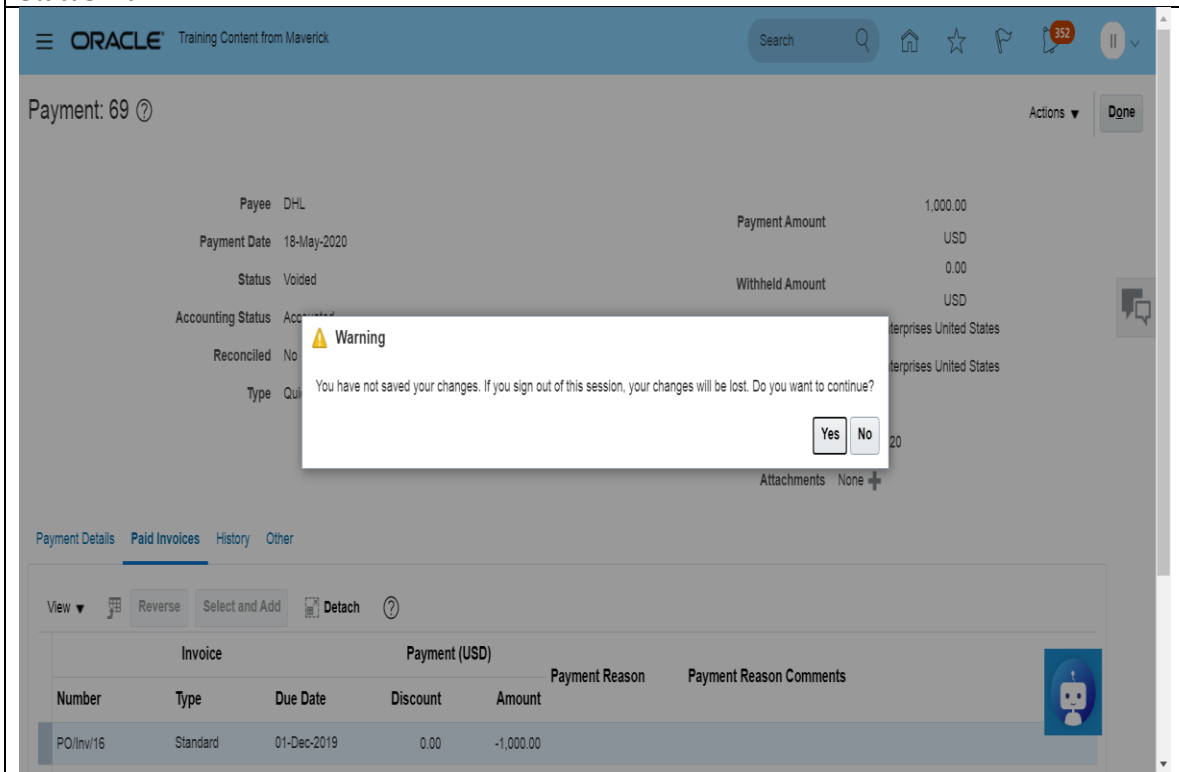 ORACLE Training Content from Maverick Search 352 II
Payment: 69 Actions Done
Payee DHL
Payment Date 18-May-2020
Status Voided
Accounting Status Accounted
Reconciled No
Type
Payment Amount 1,000.00
USD
Withheld Amount 0.00
USD
terprises United States
terprises United States
20
Attachments None
Warning
You have not saved your changes. If you sign out of this session, your changes will be lost. Do you want to continue?
Yes No
Payment Details Paid Invoices History Other
View Reverse Select and Add Detach
Invoice Payment (USD) Payment Reason Payment Reason Comments
Number Type Due Date Discount Amount
PO/Inv/16 Standard 01-Dec-2019 0.00 -1,000.00